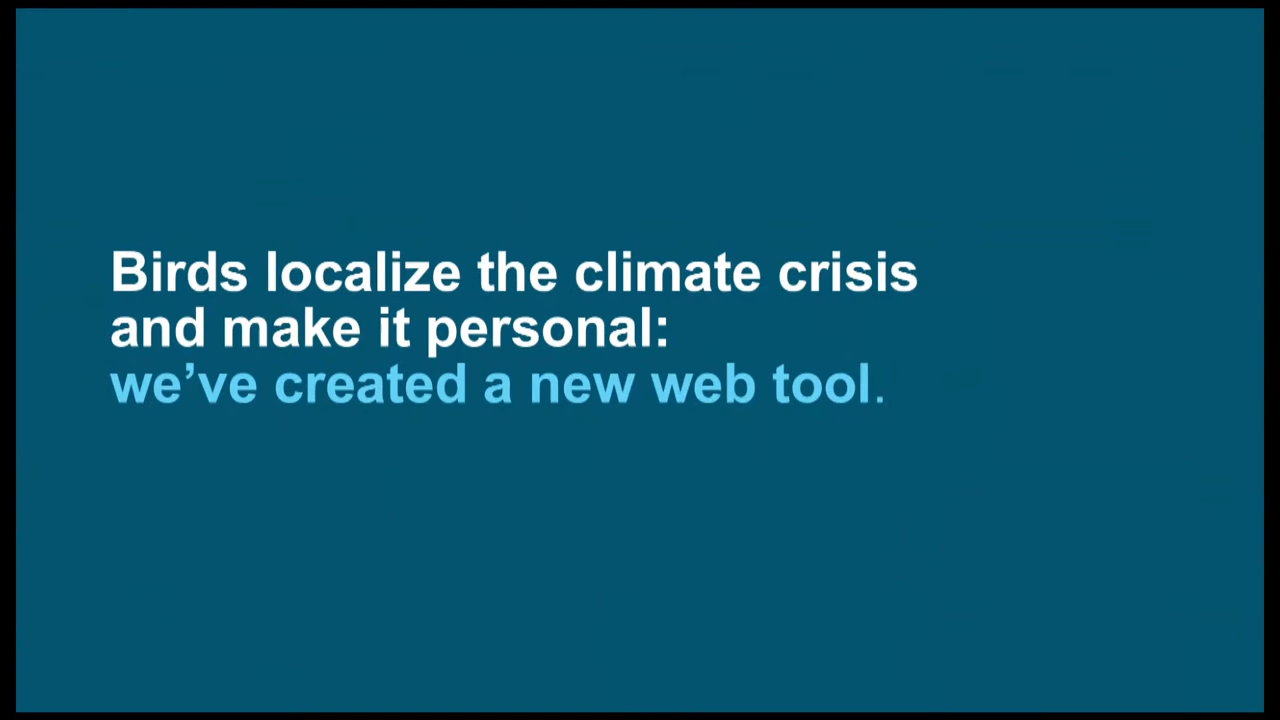 Birds localize the climate crisis
and make it personal:
we’ve created a new web tool.